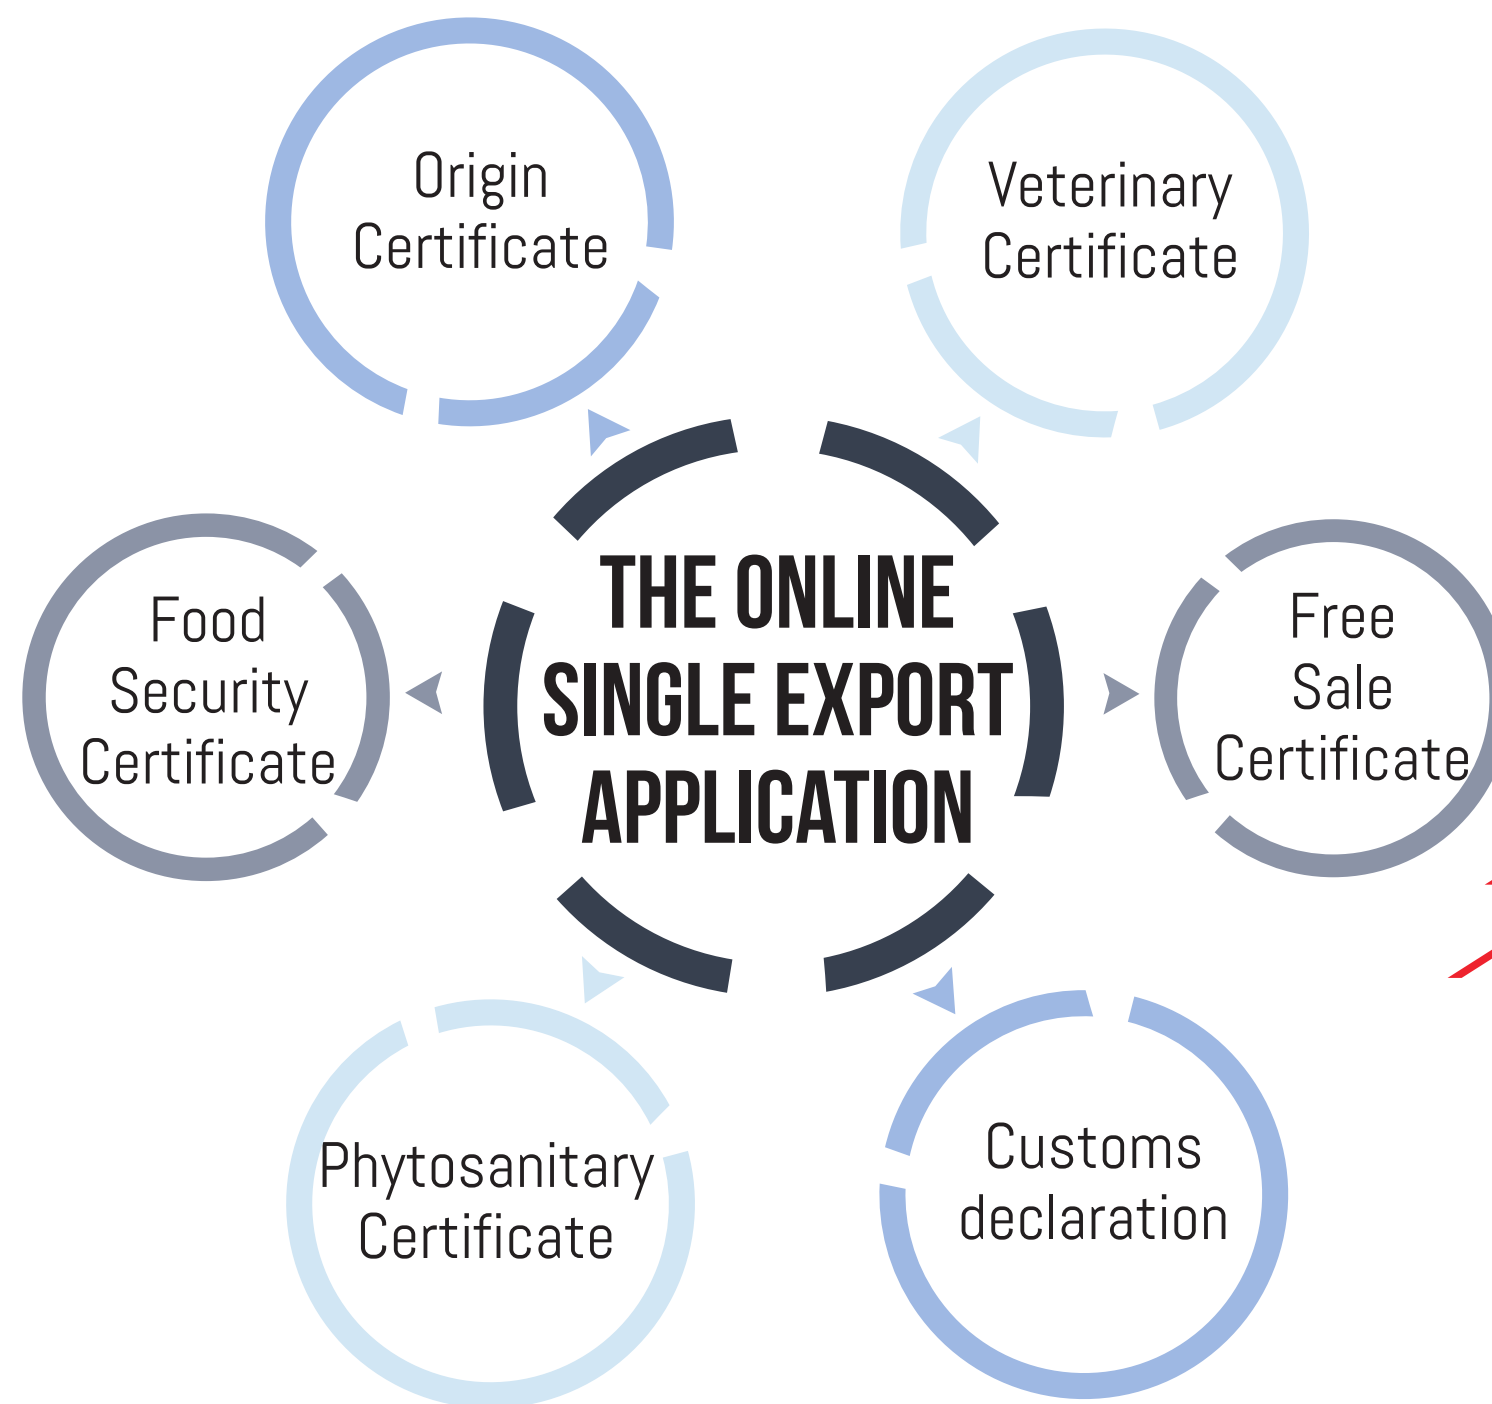 Origin
Certificate
Veterinary
Certificate
Food
Security
Certificate
THE ONLINE
SINGLE EXPORT
APPLICATION
Free
Sale
Certificate
Phytosanitary
Certificate
Customs
declaration